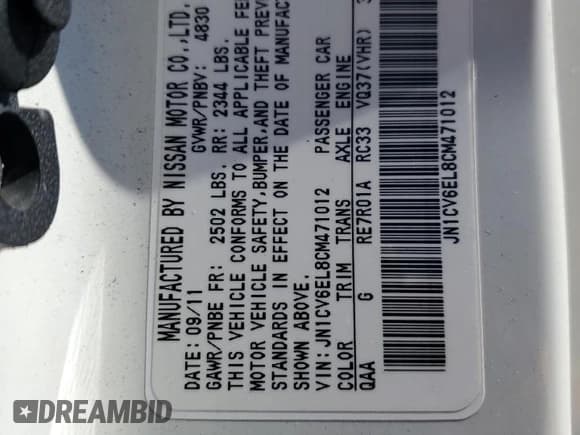 MANUFACTURED BY NISSAN MOTOR CO.,LTD.
DATE: 09/11 GVWR/PNBV: 4830
GAWR/PNBE FR: 2502 LBS. RR: 2344 LBS.
THIS VEHICLE CONFORMS TO ALL APPLICABLE
MOTOR VEHICLE SAFETY,BUMPER,AND THEFT
STANDARDS IN EFFECT ON THE DATE OF
SHOWN ABOVE.
VIN: JN1CV6EL8CM471012 PASSENGER CAR
COLOR TRIM TRANS AXLE ENGINE
QAA G RE7R01A RC33 VQ37(VHR)
JN1CV6EL8CM471012
DREAMBID